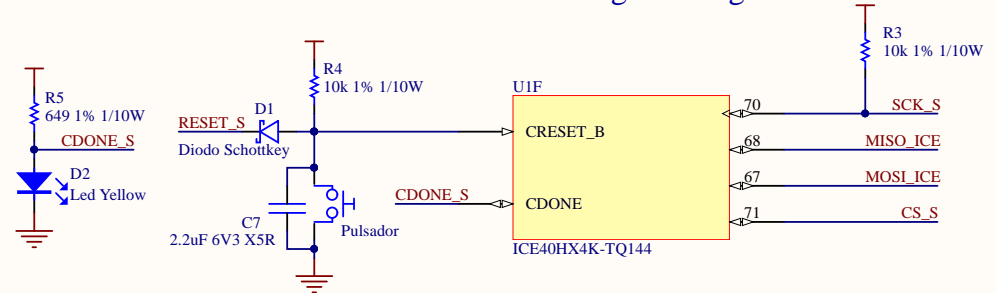 R3
10k 1% 1/10W
R4
10k 1% 1/10W
R5
649 1% 1/10W
CDONE_S
D2
Led Yellow
RESET_S
D1
Diodo Schottkey
C7
2.2uF 6V3 X5R
Pulsador
CDONE_S
U1F
CRESET_B
CDONE
ICE40HX4K-TQ144
70
SCK_S
68
MISO_ICE
67
MOSI_ICE
71
CS_S